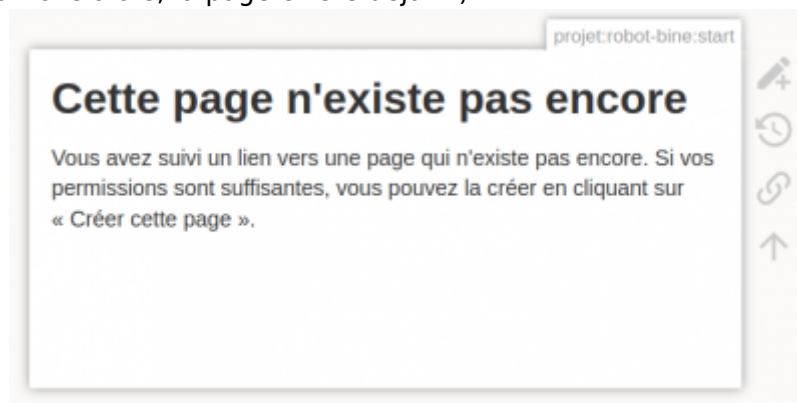 projet:robot-bine:start
Cette page n'existe pas encore
Vous avez suivi un lien vers une page qui n'existe pas encore. Si vos
permissions sont suffisantes, vous pouvez la créer en cliquant sur
« Créer cette page ».